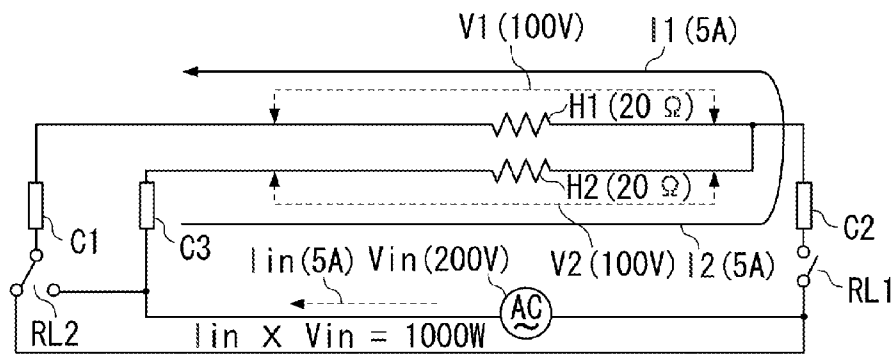 V1(100V)
I1(5A)
H1(20 Ω)
H2(20 Ω)
C1
C3
C2
Iin(5A) Vin(200V)
V2(100V)
I2(5A)
RL1
RL2
AC
Iin X Vin = 1000W